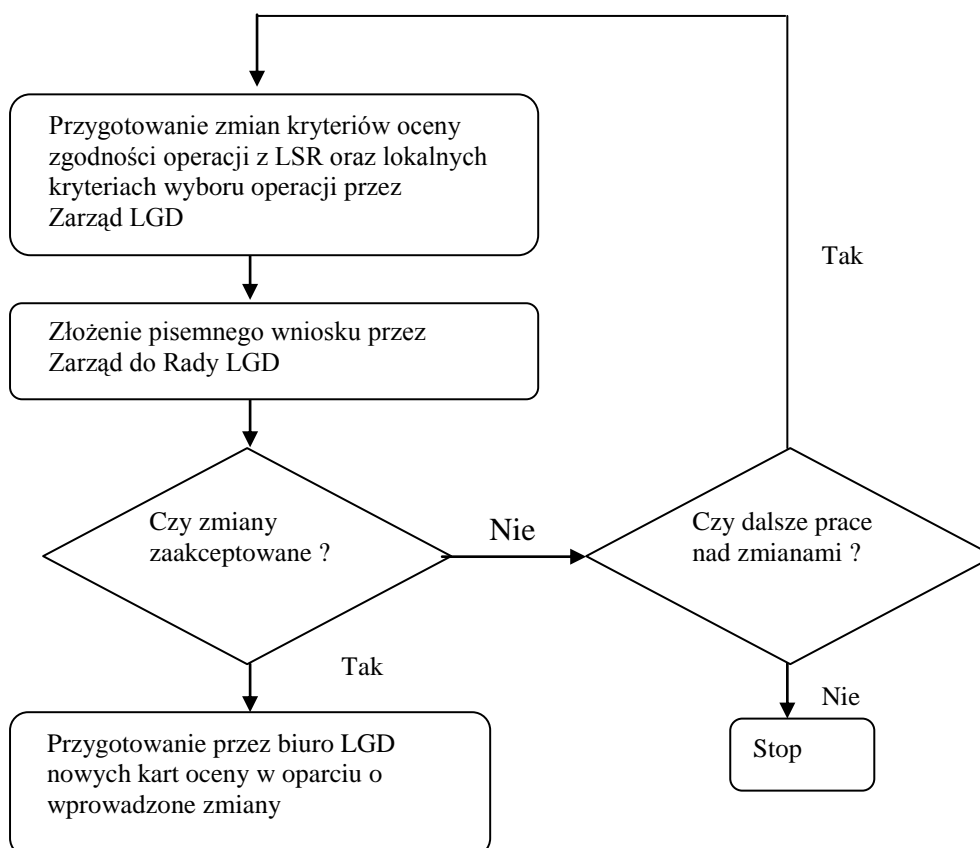 Przygotowanie zmian kryteriów oceny
zgodności operacji z LSR oraz lokalnych
kryteriach wyboru operacji przez
Zarząd LGD
Tak
Złożenie pisemnego wniosku przez
Zarząd do Rady LGD
Czy zmiany
zaakceptowane ?
Nie
Czy dalsze prace
nad zmianami ?
Tak
Nie
Przygotowanie przez biuro LGD
nowych kart oceny w oparciu o
wprowadzone zmiany
Stop